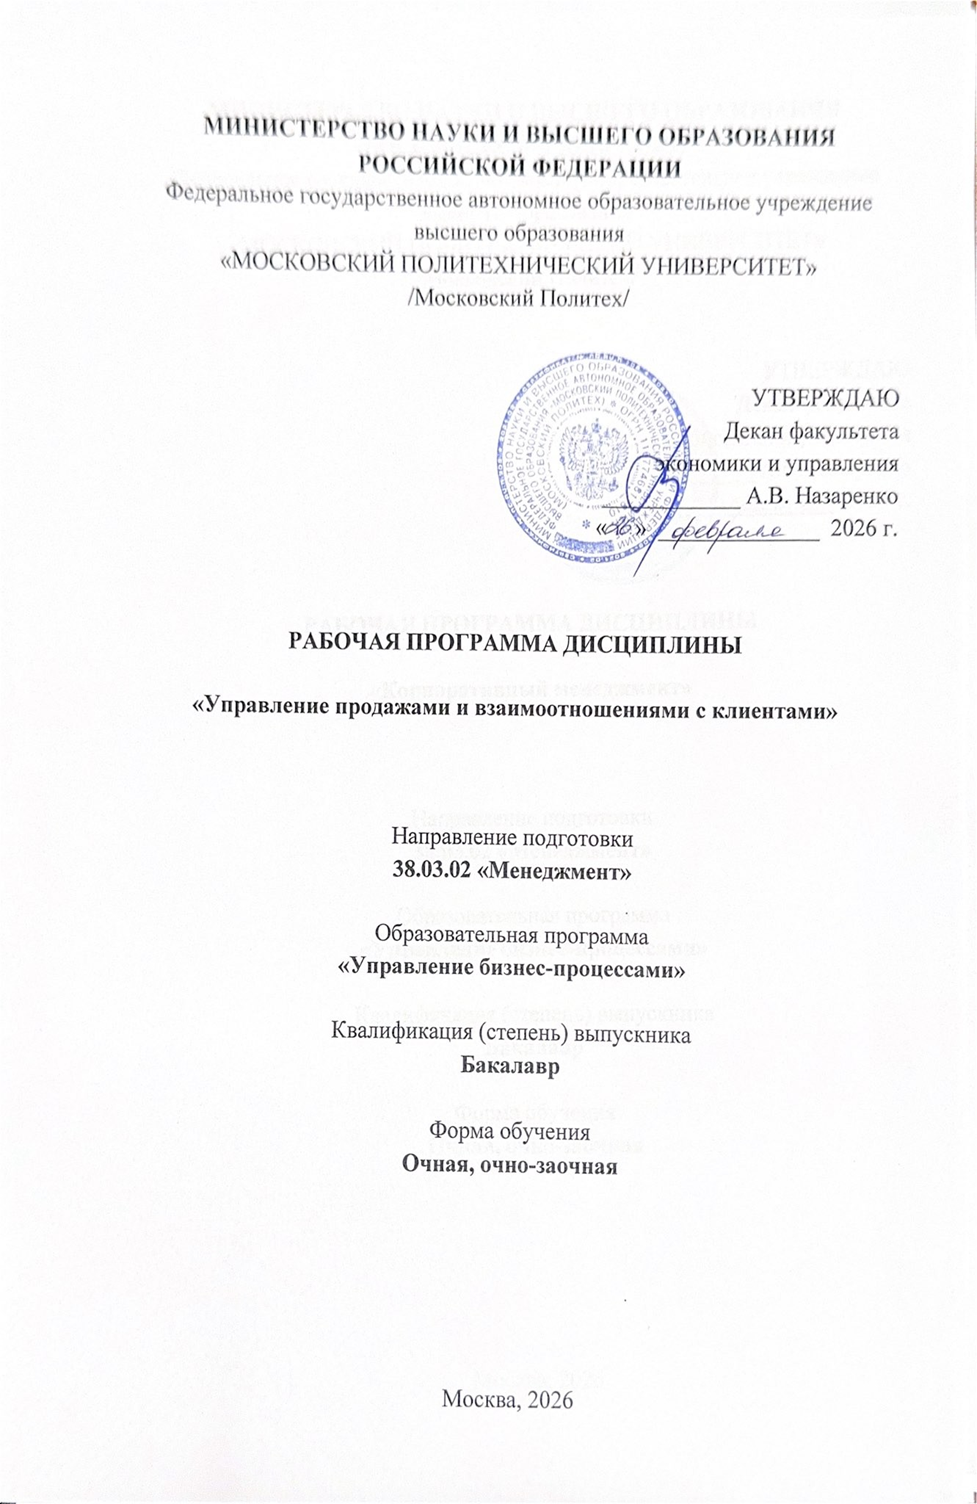 МИНИСТЕРСТВО НАУКИ И ВЫСШЕГО ОБРАЗОВАНИЯ
РОССИЙСКОЙ ФЕДЕРАЦИИ
Федеральное государственное автономное образовательное учреждение
высшего образования
«МОСКОВСКИЙ ПОЛИТЕХНИЧЕСКИЙ УНИВЕРСИТЕТ»
/Московский Политех/
УТВЕРЖДАЮ
Декан факультета
экономики и управления
А.В. Назаренко
«26» февраля 2026 г.
РАБОЧАЯ ПРОГРАММА ДИСЦИПЛИНЫ
«Управление продажами и взаимоотношениями с клиентами»
Направление подготовки
38.03.02 «Менеджмент»
Образовательная программа
«Управление бизнес-процессами»
Квалификация (степень) выпускника
Бакалавр
Форма обучения
Очная, очно-заочная
Москва, 2026